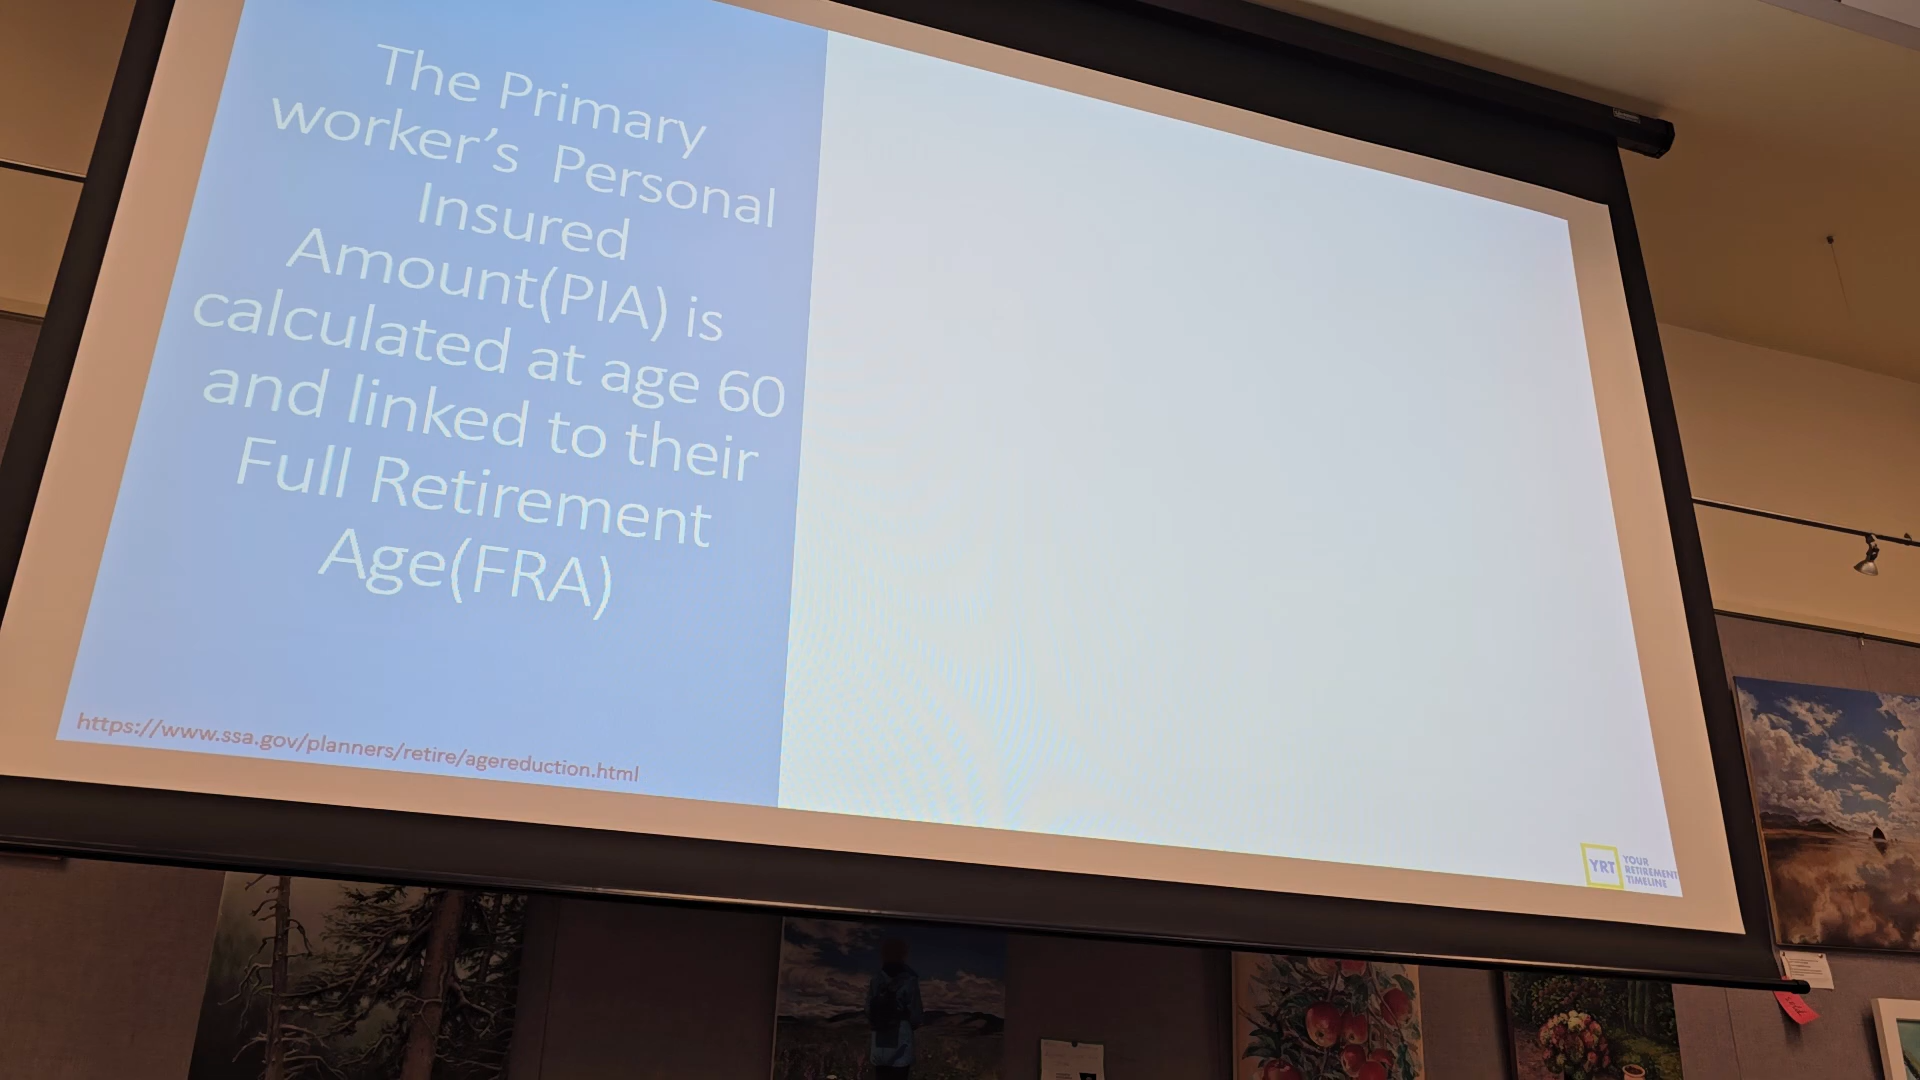 The Primary
worker's Personal
Insured
Amount(PIA) is
calculated at age 60
and linked to their
Full Retirement
Age(FRA)
https://www.ssa.gov/planners/retire/agereduction.html
YRT
YOUR
RETIREMENT
TIMELINE